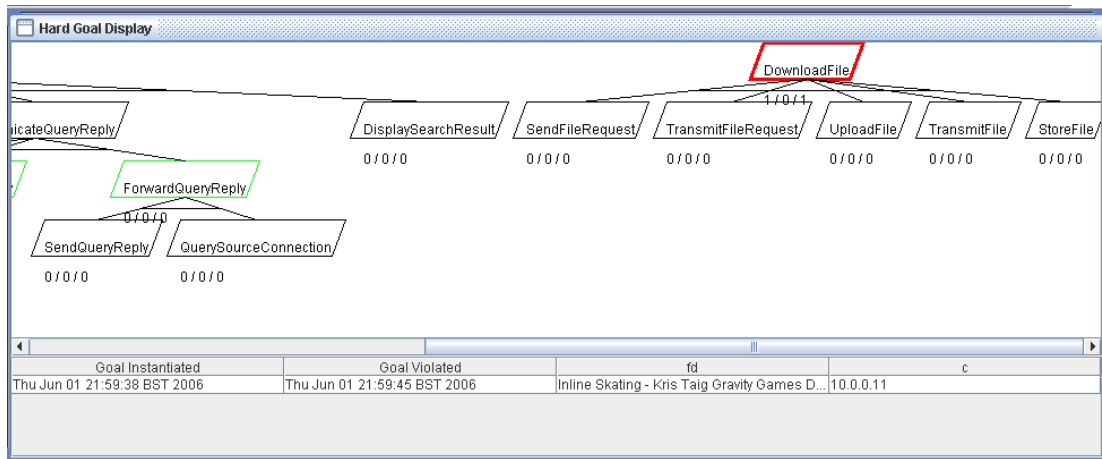 Hard Goal Display
DownloadFile
1 / 0 / 1
icateQueryReply
DisplaySearchResult
SendFileRequest
TransmitFileRequest
UploadFile
TransmitFile
StoreFile
0 / 0 / 0
0 / 0 / 0
0 / 0 / 0
0 / 0 / 0
0 / 0 / 0
0 / 0 / 0
ForwardQueryReply
0 / 0 / 0
SendQueryReply
QuerySourceConnection
0 / 0 / 0
0 / 0 / 0
Goal Instantiated
Goal Violated
fd
c
Thu Jun 01 21:59:38 BST 2006
Thu Jun 01 21:59:45 BST 2006
Inline Skating - Kris Taig Gravity Games D...
10.0.0.11